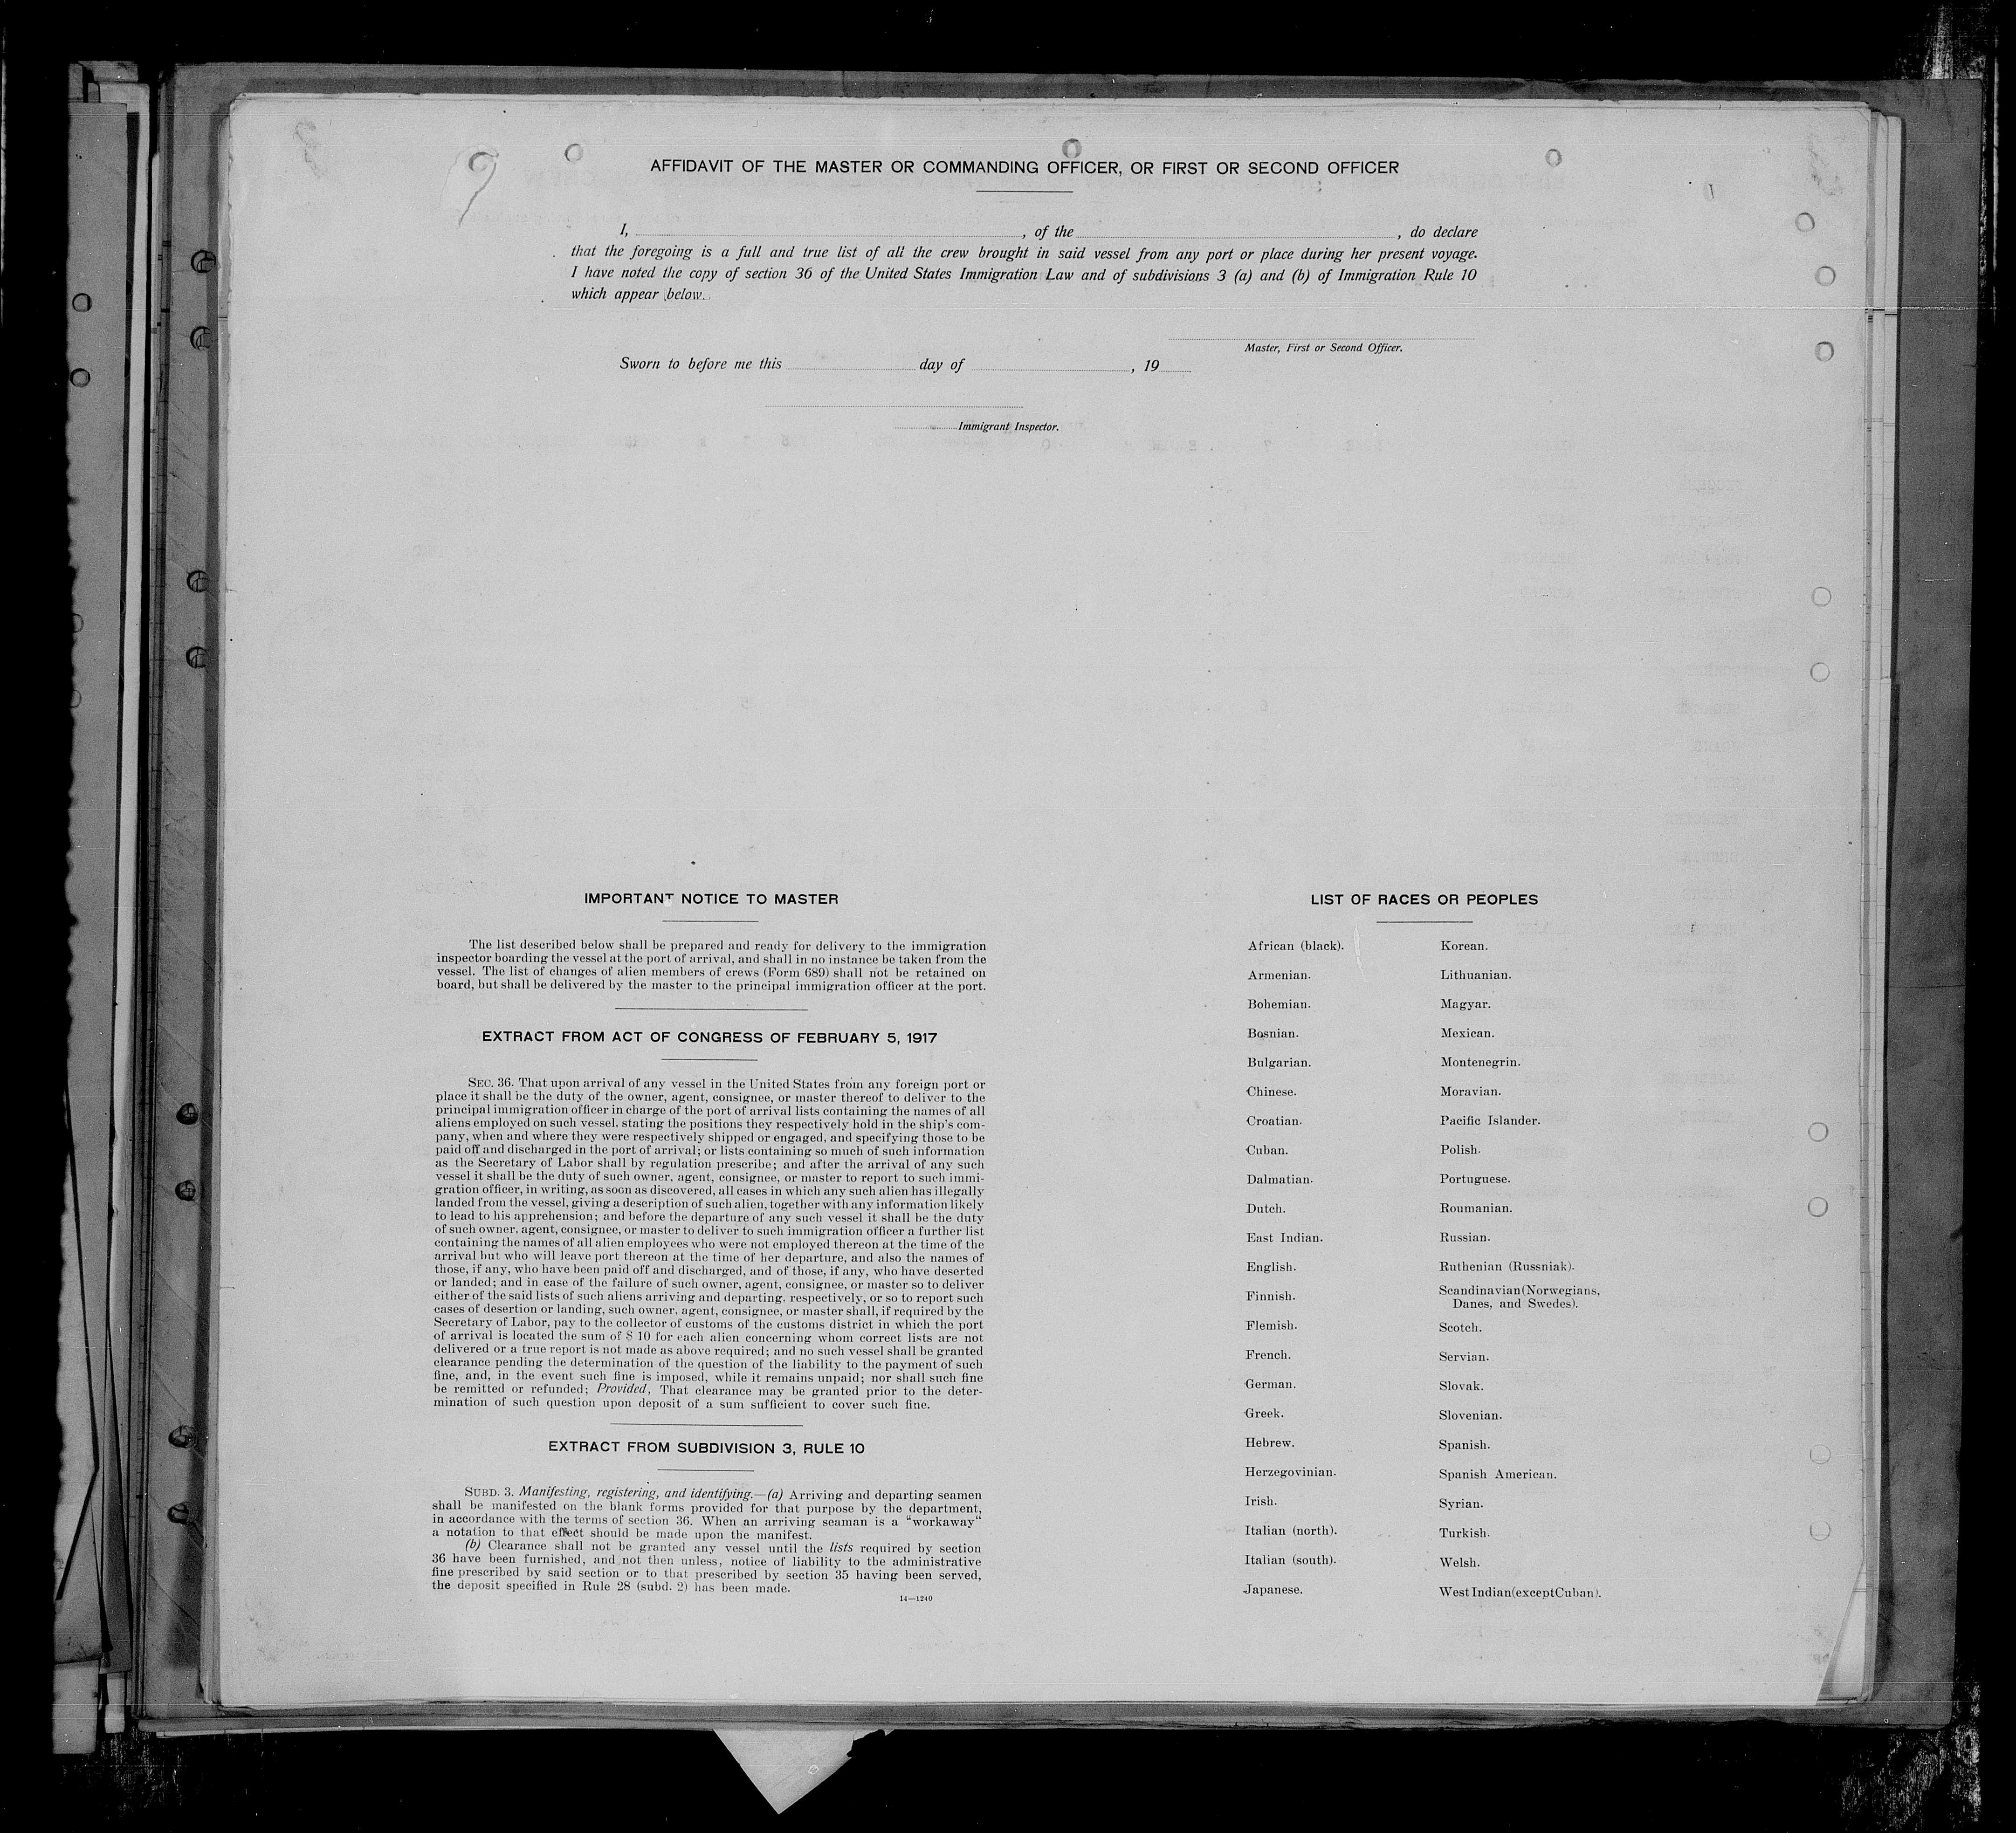 9
AFFIDAVIT OF THE MASTER OR COMMANDING OFFICER, OR FIRST OR SECOND OFFICER
I, , of the , do declare
that the foregoing is a full and true list of all the crew brought in said vessel from any port or place during her present voyage.
I have noted the copy of section 36 of the United States Immigration Law and of subdivisions 3 (a) and (b) of Immigration Rule 10
which appear below.
Master, First or Second Officer.
Sworn to before me this day of , 19
Immigrant Inspector.
IMPORTANT NOTICE TO MASTER
The list described below shall be prepared and ready for delivery to the immigration
inspector boarding the vessel at the port of arrival, and shall in no instance be taken from the
vessel. The list of changes of alien members of crews (Form 689) shall not be retained on
board, but shall be delivered by the master to the principal immigration officer at the port.
EXTRACT FROM ACT OF CONGRESS OF FEBRUARY 5, 1917
SEC. 36. That upon arrival of any vessel in the United States from any foreign port or
place it shall be the duty of the owner, agent, consignee, or master thereof to deliver to the
principal immigration officer in charge of the port of arrival lists containing the names of all
aliens employed on such vessel, stating the positions they respectively hold in the ship's com-
pany, when and where they were respectively shipped or engaged, and specifying those to be
paid off and discharged in the port of arrival; or lists containing so much of such information
as the Secretary of Labor shall by regulation prescribe; and after the arrival of any such
vessel it shall be the duty of such owner, agent, consignee, or master to report to such immi-
gration officer, in writing, as soon as discovered, all cases in which any such alien has illegally
landed from the vessel, giving a description of such alien, together with any information likely
to lead to his apprehension; and before the departure of any such vessel it shall be the duty
of such owner, agent, consignee, or master to deliver to such immigration officer a further list
containing the names of all alien employees who were not employed thereon at the time of the
arrival but who will leave port thereon at the time of her departure, and also the names of
those, if any, who have been paid off and discharged, and of those, if any, who have deserted
or landed; and in case of the failure of such owner, agent, consignee, or master so to deliver
either of the said lists of such aliens arriving and departing, respectively, or so to report such
cases of desertion or landing, such owner, agent, consignee, or master shall, if required by the
Secretary of Labor, pay to the collector of customs of the customs district in which the port
of arrival is located the sum of $ 10 for each alien concerning whom correct lists are not
delivered or a true report is not made as above required; and no such vessel shall be granted
clearance pending the determination of the question of the liability to the payment of such
fine, and, in the event such fine is imposed, while it remains unpaid; nor shall such fine
be remitted or refunded; Provided, That clearance may be granted prior to the deter-
mination of such question upon deposit of a sum sufficient to cover such fine.
EXTRACT FROM SUBDIVISION 3, RULE 10
SUBD. 3. Manifesting, registering, and identifying.—(a) Arriving and departing seamen
shall be manifested on the blank forms provided for that purpose by the department,
in accordance with the terms of section 36. When an arriving seaman is a "workaway"
a notation to that effect should be made upon the manifest.
(b) Clearance shall not be granted any vessel until the lists required by section
36 have been furnished, and not then unless, notice of liability to the administrative
fine prescribed by said section or to that prescribed by section 35 having been served,
the deposit specified in Rule 28 (subd. 2) has been made.
14—1240
LIST OF RACES OR PEOPLES
African (black).
Armenian.
Bohemian.
Bosnian.
Bulgarian.
Chinese.
Croatian.
Cuban.
Dalmatian.
Dutch.
East Indian.
English.
Finnish.
Flemish.
French.
German.
Greek.
Hebrew.
Herzegovinian.
Irish.
Italian (north).
Italian (south).
Japanese.
Korean.
Lithuanian.
Magyar.
Mexican.
Montenegrin.
Moravian.
Pacific Islander.
Polish.
Portuguese.
Roumanian.
Russian.
Ruthenian (Russniak).
Scandinavian (Norwegians,
Danes, and Swedes).
Scotch.
Servian.
Slovak.
Slovenian.
Spanish.
Spanish American.
Syrian.
Turkish.
Welsh.
West Indian (except Cuban).